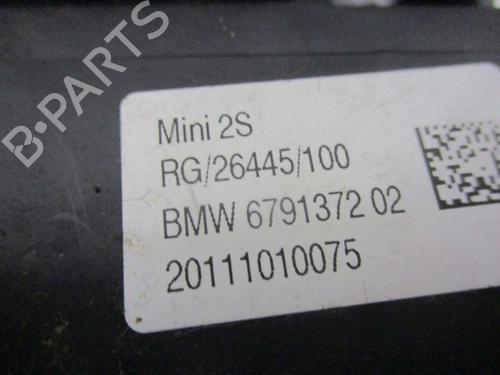 B-PARTS
Mini 2S
RG/26445/100
BMW 6791372 02
20111010075